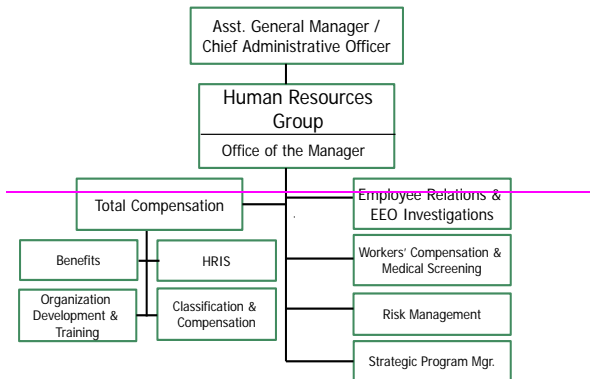 Asst. General Manager /
Chief Administrative Officer
Human Resources
Group
Office of the Manager
Total Compensation
Employee Relations &
EEO Investigations
Benefits
HRIS
Workers' Compensation &
Medical Screening
Organization
Development &
Training
Classification &
Compensation
Risk Management
Strategic Program Mgr.